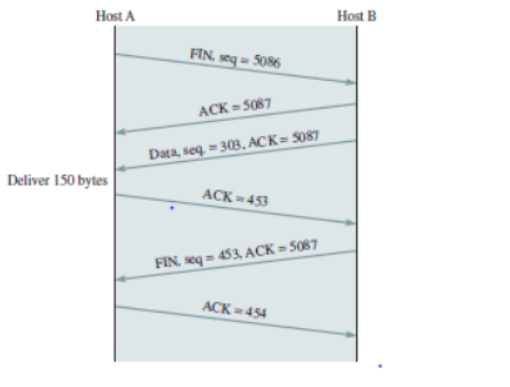 Host A
Host B
FIN, seq = 5086
ACK = 5087
Data, seq. = 303, ACK = 5087
Deliver 150 bytes
ACK = 453
FIN, seq = 453, ACK = 5087
ACK = 454